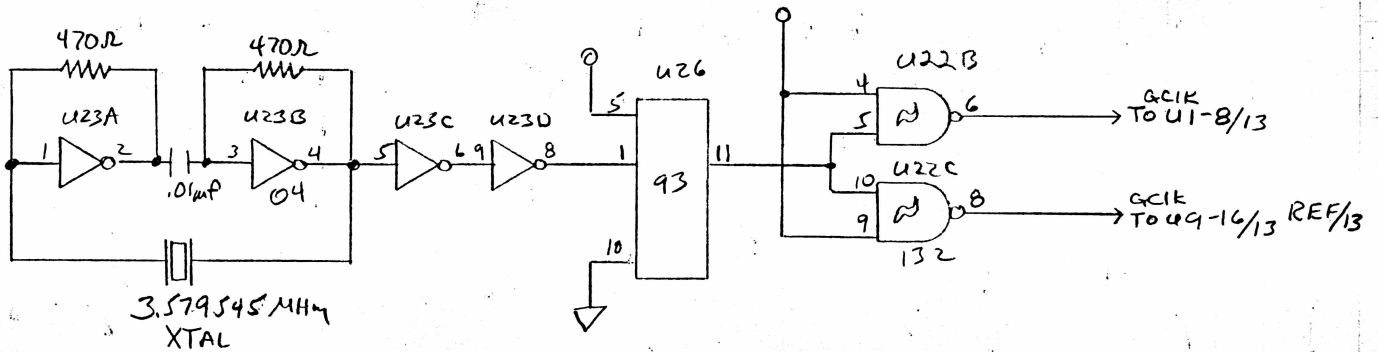 470Ω
470Ω
U23A
U23B
U23C
U23D
U26
U22B
1
2
3
4
5
6
9
8
5
1
11
10
93
4
5
6
10
9
8
.01mf
04
U22C
132
GClK
TO U1-8/13
GClK
TO U9-16/13 REF/13
3.579545 MHz
XTAL